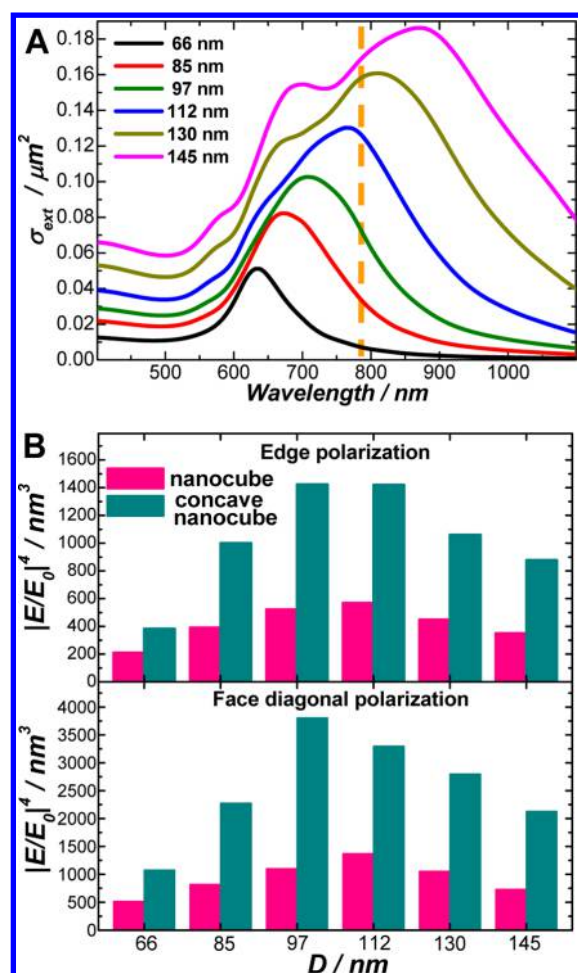 A
66 nm
85 nm
97 nm
112 nm
130 nm
145 nm
0.18
0.16
0.14
0.12
0.10
0.08
0.06
0.04
0.02
0.00
σext / μm²
500 600 700 800 900 1000
Wavelength / nm
B
Edge polarization
nanocube
concave
nanocube
1600
1400
1200
1000
800
600
400
200
0
|E/E₀|⁴ / nm³
Face diagonal polarization
4000
3500
3000
2500
2000
1500
1000
500
0
|E/E₀|⁴ / nm³
66 85 97 112 130 145
D / nm